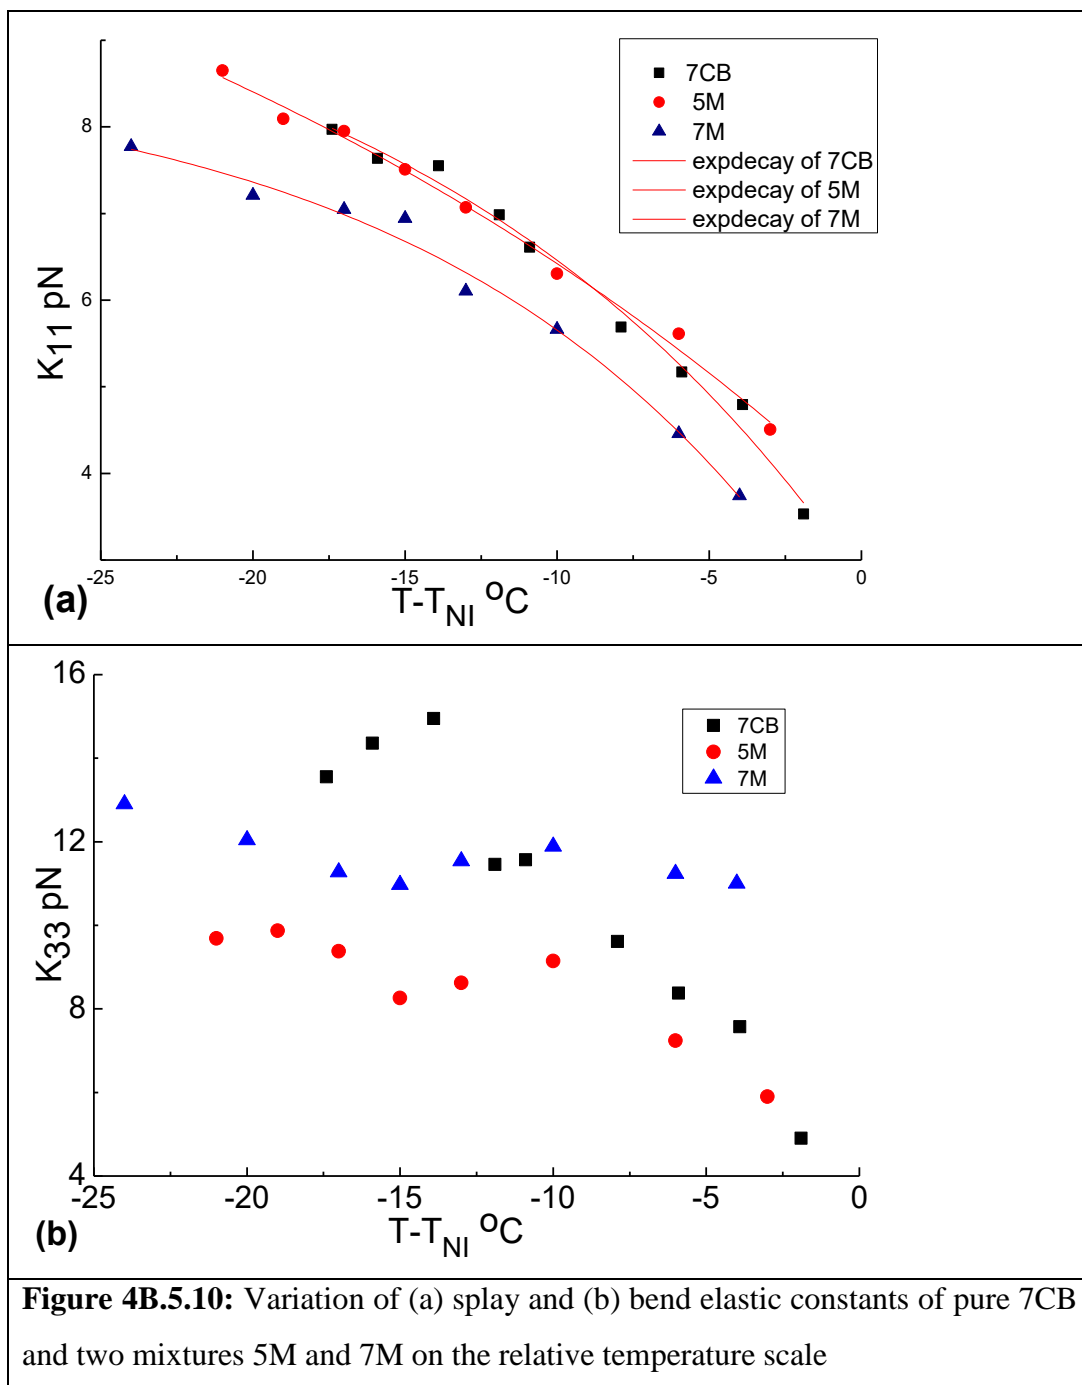 7CB
5M
7M
expdecay of 7CB
expdecay of 5M
expdecay of 7M
8
6
4
K11 pN
-25
-20
-15
-10
-5
0
(a)
T-TNI oC
16
12
8
4
K33 pN
7CB
5M
7M
-25
-20
-15
-10
-5
0
(b)
T-TNI oC
Figure 4B.5.10: Variation of (a) splay and (b) bend elastic constants of pure 7CB
and two mixtures 5M and 7M on the relative temperature scale